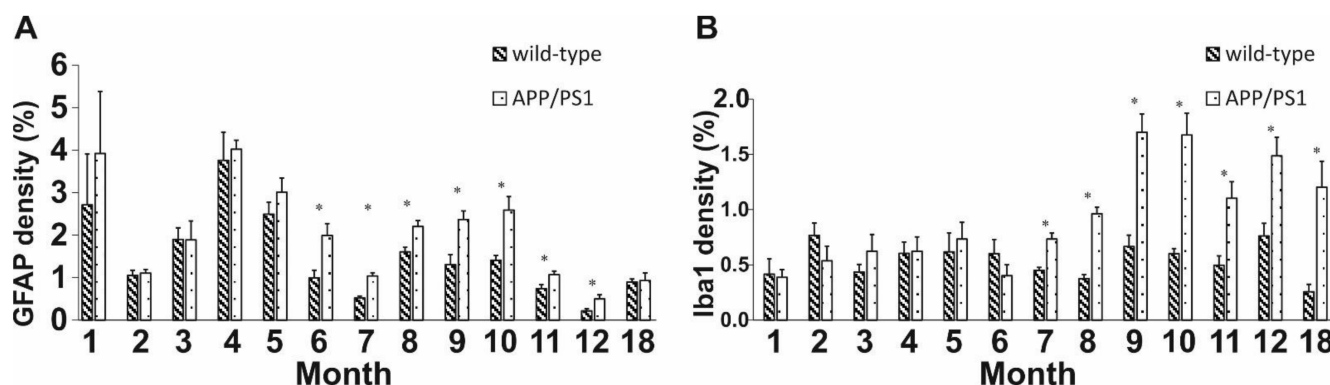 A
wild-type
APP/PS1
GFAP density (%)
6
5
4
3
2
1
0
* * * * * * *
1 2 3 4 5 6 7 8 9 10 11 12 18
Month
B
wild-type
APP/PS1
Iba1 density (%)
2.0
1.5
1.0
0.5
0.0
* * * * * * *
1 2 3 4 5 6 7 8 9 10 11 12 18
Month